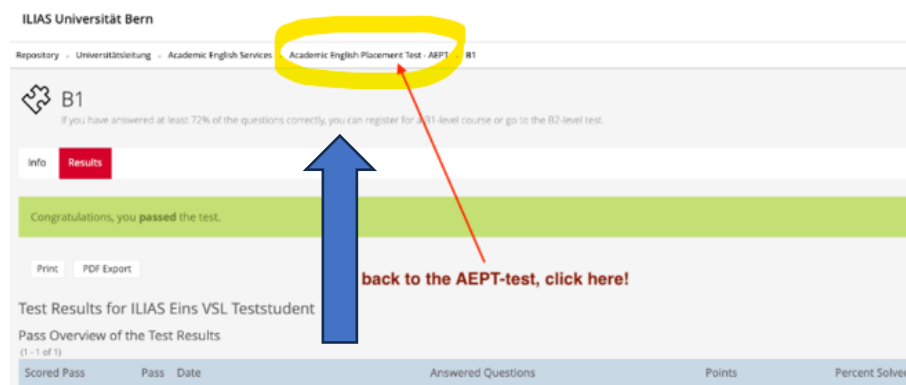 ILIAS Universität Bern
Repository Universitätsleitung Academic English Services Academic English Placement Test - AEPT B1
B1
If you have answered at least 72% of the questions correctly, you can register for a B1-level course or go to the B2-level test.
Info Results
Congratulations, you passed the test.
Print PDF Export
back to the AEPT-test, click here!
Test Results for ILIAS Eins VSL Teststudent
Pass Overview of the Test Results
(1 - 1 of 1)
Scored Pass Pass Date Answered Questions Points Percent Solved